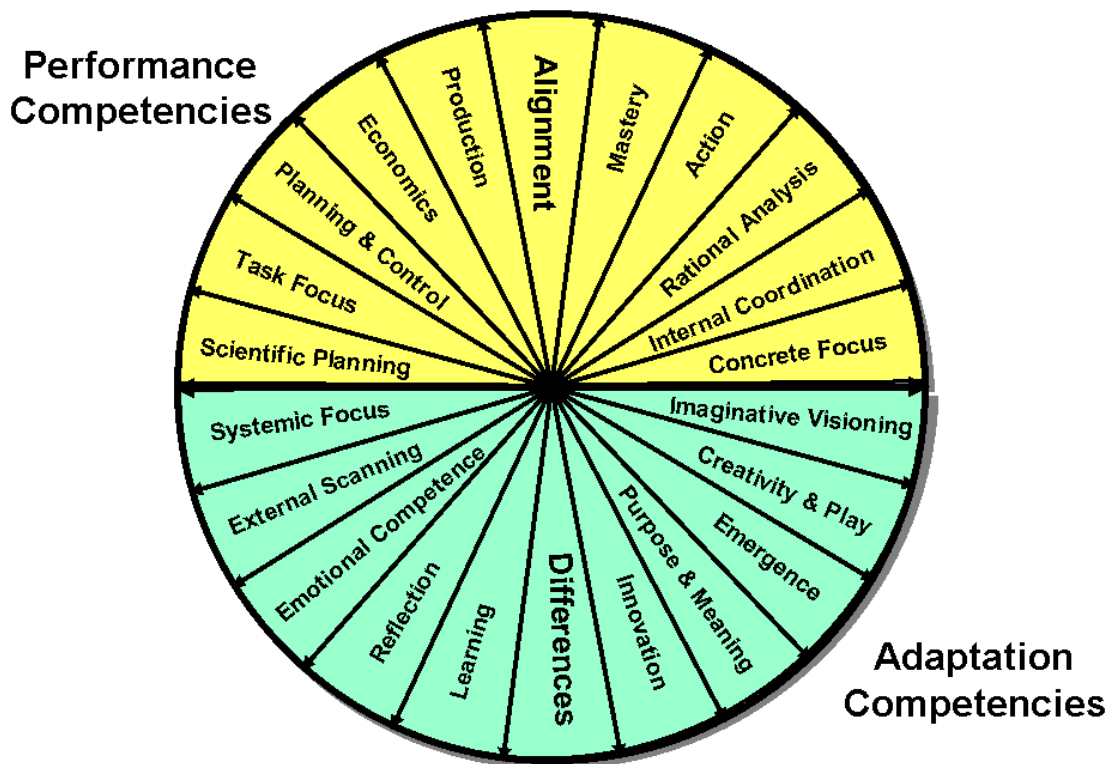 Performance
Competencies
Scientific Planning
Task Focus
Planning & Control
Economics
Production
Alignment
Mastery
Action
Rational Analysis
Internal Coordination
Concrete Focus
Imaginative Visioning
Creativity & Play
Emergence
Purpose & Meaning
Innovation
Differences
Learning
Reflection
Emotional Competence
External Scanning
Systemic Focus
Adaptation
Competencies